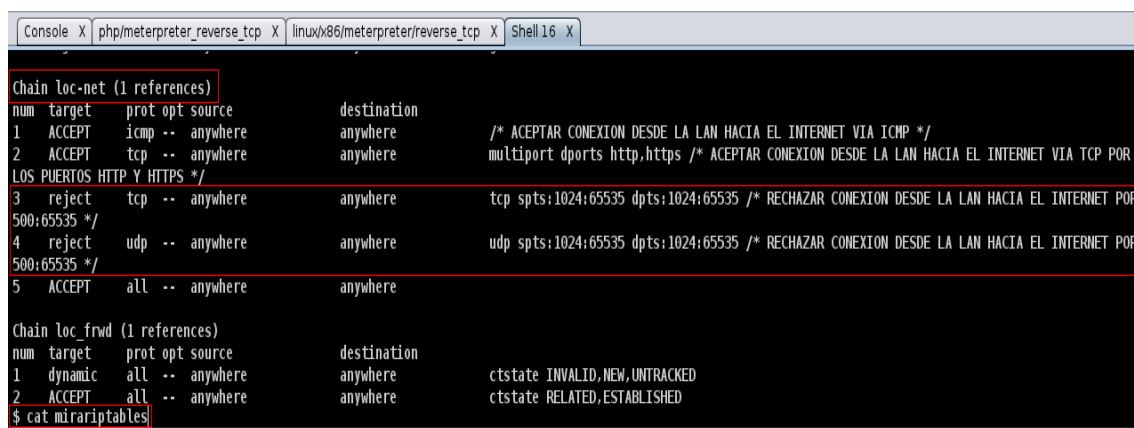 Console X php/meterpreter_reverse_tcp X linux/x86/meterpreter/reverse_tcp X Shell 16 X
Chain loc-net (1 references)
num target prot opt source destination
1 ACCEPT icmp -- anywhere anywhere /* ACEPTAR CONEXION DESDE LA LAN HACIA EL INTERNET VIA ICMP */
2 ACCEPT tcp -- anywhere anywhere multiport dports http,https /* ACEPTAR CONEXION DESDE LA LAN HACIA EL INTERNET VIA TCP POR
LOS PUERTOS HTTP Y HTTPS */
3 reject tcp -- anywhere anywhere tcp spts:1024:65535 dpts:1024:65535 /* RECHAZAR CONEXION DESDE LA LAN HACIA EL INTERNET POR
500:65535 */
4 reject udp -- anywhere anywhere udp spts:1024:65535 dpts:1024:65535 /* RECHAZAR CONEXION DESDE LA LAN HACIA EL INTERNET POR
500:65535 */
5 ACCEPT all -- anywhere anywhere
Chain loc_frwd (1 references)
num target prot opt source destination
1 dynamic all -- anywhere anywhere ctstate INVALID,NEW,UNTRACKED
2 ACCEPT all -- anywhere anywhere ctstate RELATED,ESTABLISHED
$ cat mirariptables